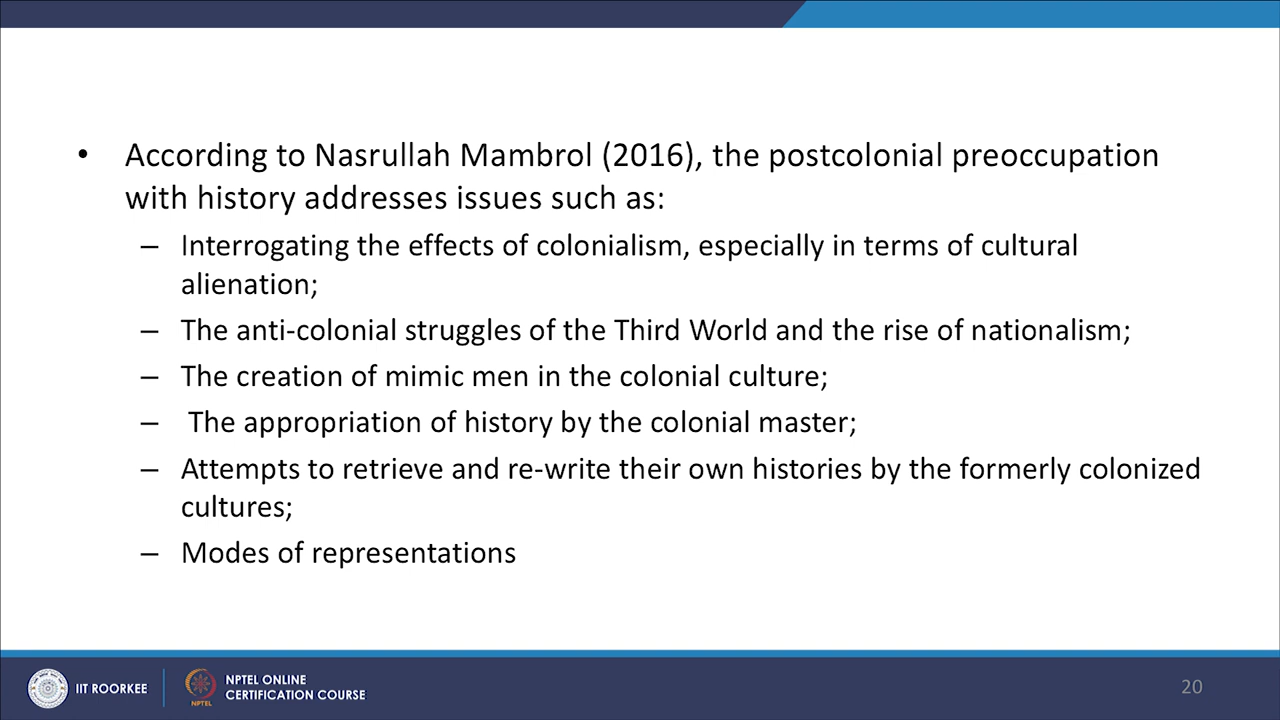 • According to Nasrullah Mambrol (2016), the postcolonial preoccupation
with history addresses issues such as:
– Interrogating the effects of colonialism, especially in terms of cultural
alienation;
– The anti-colonial struggles of the Third World and the rise of nationalism;
– The creation of mimic men in the colonial culture;
– The appropriation of history by the colonial master;
– Attempts to retrieve and re-write their own histories by the formerly colonized
cultures;
– Modes of representations
IIT ROORKEE
NPTEL
NPTEL ONLINE
CERTIFICATION COURSE
20